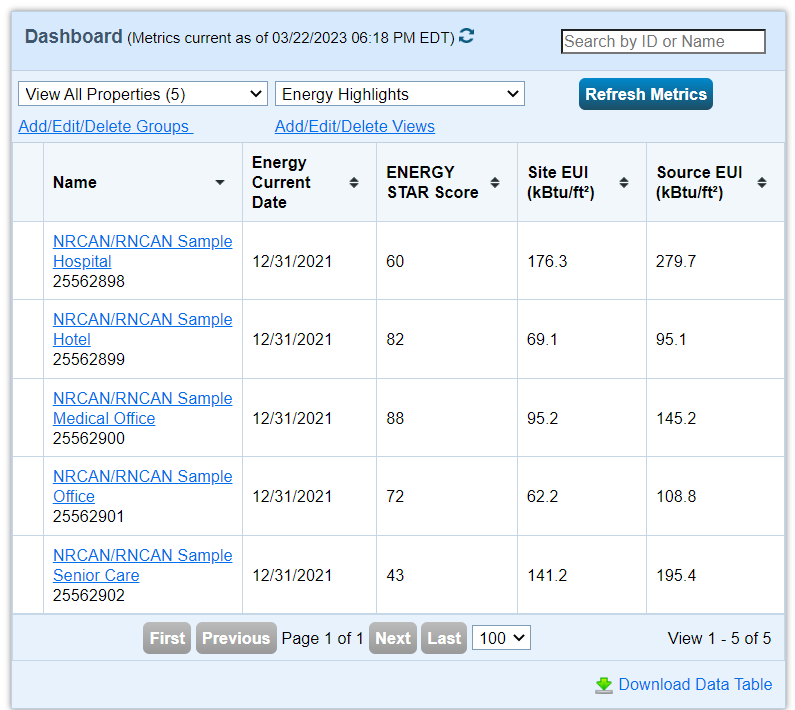 Dashboard (Metrics current as of 03/22/2023 06:18 PM EDT)
Search by ID or Name
View All Properties (5)
Energy Highlights
Refresh Metrics
Add/Edit/Delete Groups
Add/Edit/Delete Views
Name
Energy
Current
Date
ENERGY
STAR Score
Site EUI
(kBtu/ft²)
Source EUI
(kBtu/ft²)
NRCAN/RNCAN Sample
Hospital
25562898
12/31/2021
60
176.3
279.7
NRCAN/RNCAN Sample
Hotel
25562899
12/31/2021
82
69.1
95.1
NRCAN/RNCAN Sample
Medical Office
25562900
12/31/2021
88
95.2
145.2
NRCAN/RNCAN Sample
Office
25562901
12/31/2021
72
62.2
108.8
NRCAN/RNCAN Sample
Senior Care
25562902
12/31/2021
43
141.2
195.4
First Previous Page 1 of 1 Next Last 100 View 1 - 5 of 5
Download Data Table